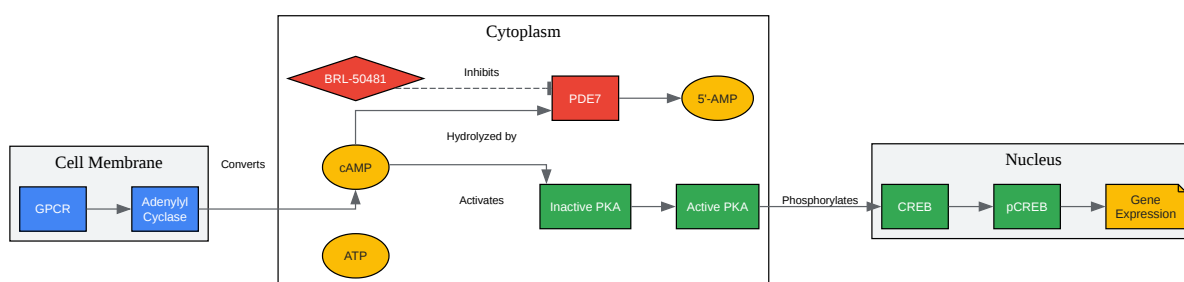 Cytoplasm
BRL-50481
Inhibits
PDE7
5'-AMP
Hydrolyzed by
Cell Membrane
Converts
cAMP
Nucleus
GPCR
Adenylyl
Cyclase
Activates
Inactive PKA
Active PKA
Phosphorylates
CREB
pCREB
Gene
Expression
ATP